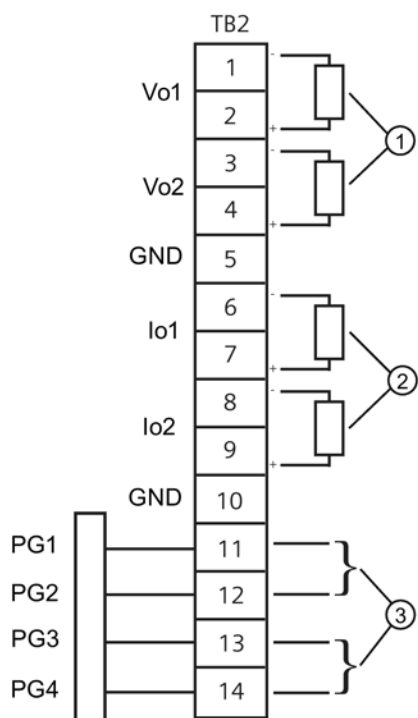 TB2
Vo1
1
-
2
+
①
Vo2
3
-
4
+
GND
5
Io1
6
-
7
+
②
Io2
8
-
9
+
GND
10
PG1
11
PG2
12
③
PG3
13
PG4
14